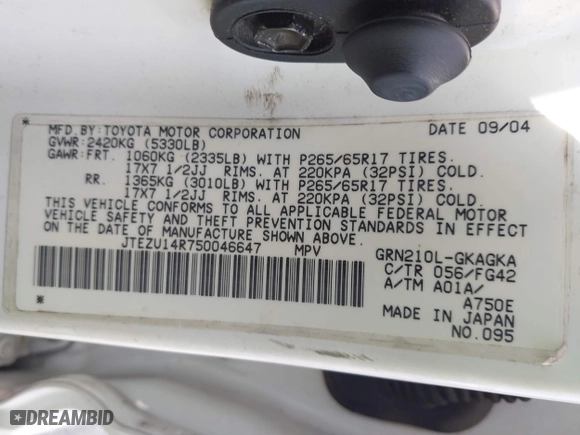 MFD.BY:TOYOTA MOTOR CORPORATION DATE 09/04
GVWR:2420KG (5330LB)
GAWR:FRT. 1060KG (2335LB) WITH P265/65R17 TIRES.
17X7 1/2JJ RIMS. AT 220KPA (32PSI) COLD.
RR. 1365KG (3010LB) WITH P265/65R17 TIRES.
17X7 1/2JJ RIMS. AT 220KPA (32PSI) COLD.
THIS VEHICLE CONFORMS TO ALL APPLICABLE FEDERAL MOTOR
VEHICLE SAFETY AND THEFT PREVENTION STANDARDS IN EFFECT
ON THE DATE OF MANUFACTURE SHOWN ABOVE.
*JTEZU14R750046647* MPV GRN210L-GKAGKA
C/TR 056/FG42
A/TM A01A/
A750E
MADE IN JAPAN
NO.095
DREAMBID